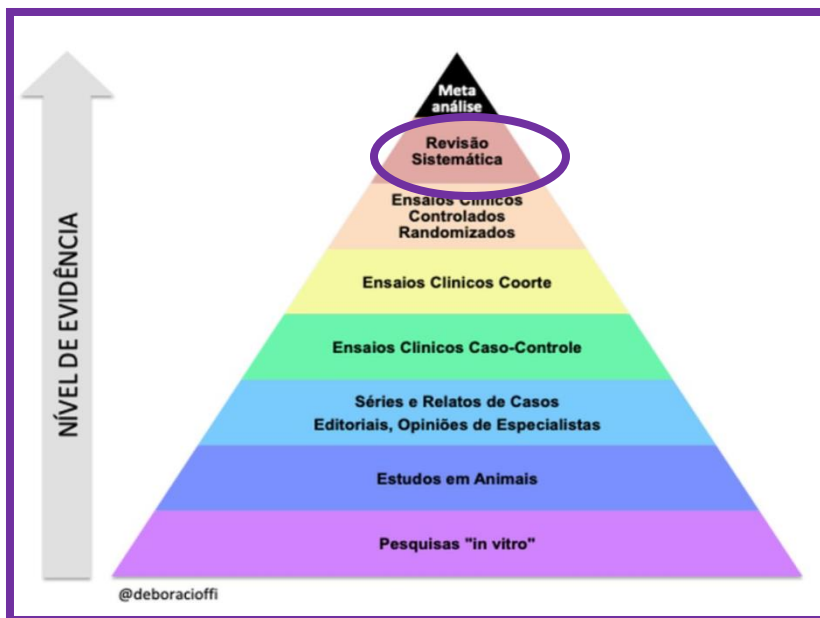 NÍVEL DE EVIDÊNCIA
Meta
análise
Revisão
Sistemática
Ensaios Clínicos
Controlados
Randomizados
Ensaios Clinicos Coorte
Ensaios Clinicos Caso-Controle
Séries e Relatos de Casos
Editoriais, Opiniões de Especialistas
Estudos em Animais
Pesquisas "in vitro"
@deboracioffi